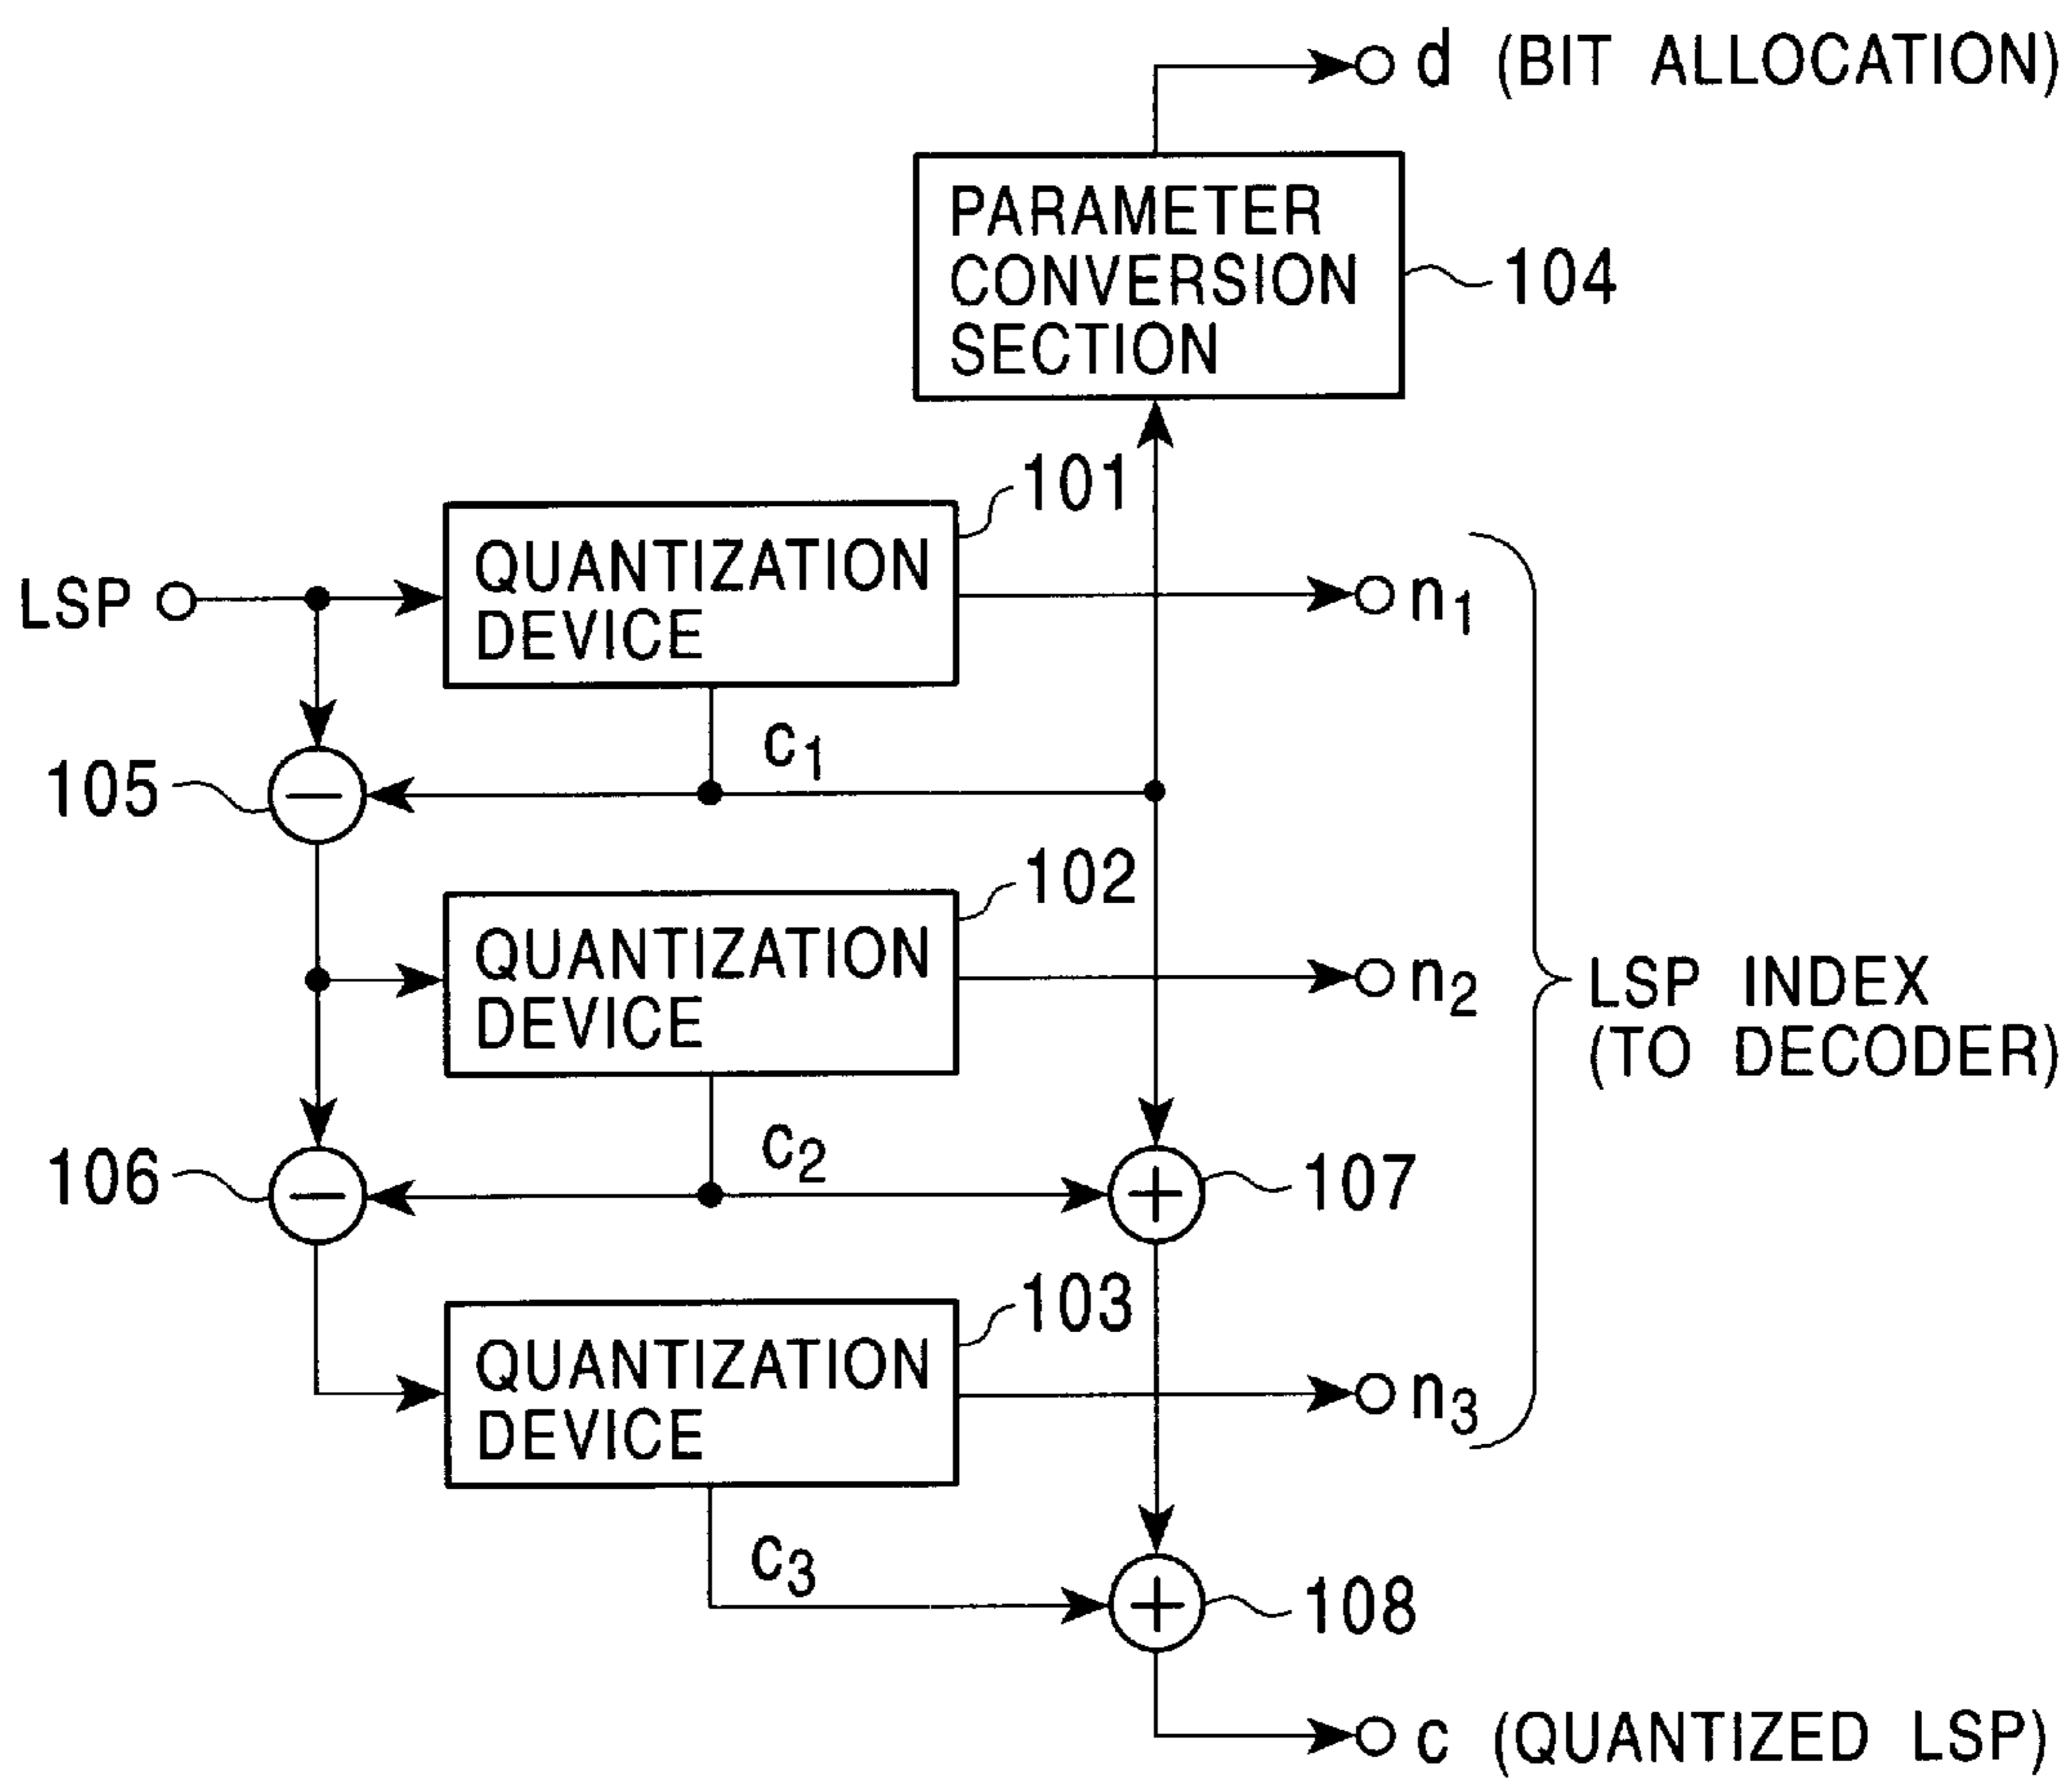 d (BIT ALLOCATION)
PARAMETER
CONVERSION
SECTION
104
101
QUANTIZATION
DEVICE
LSP
n1
c1
105
102
QUANTIZATION
DEVICE
n2
LSP INDEX
(TO DECODER)
c2
106
107
103
QUANTIZATION
DEVICE
n3
c3
108
c (QUANTIZED LSP)